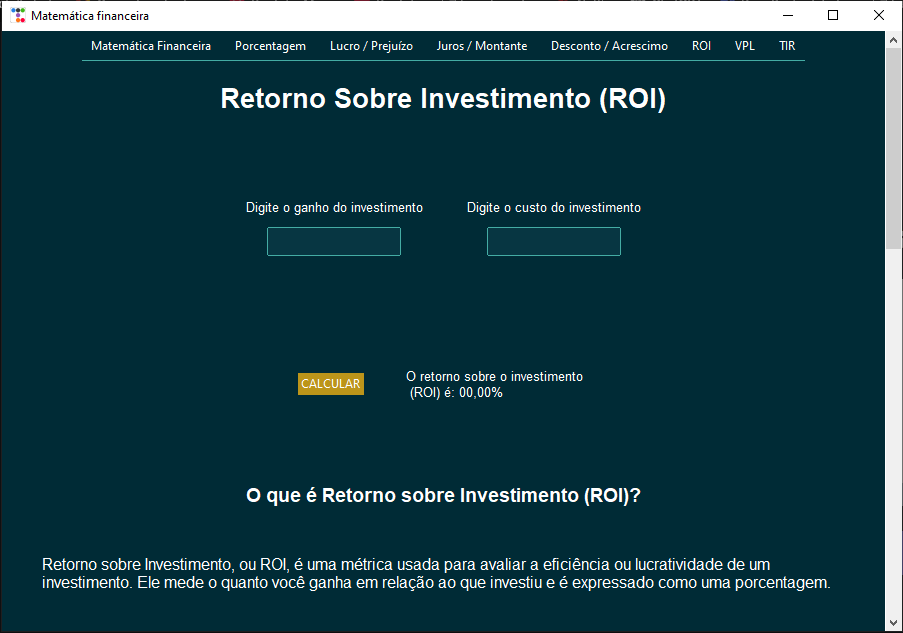 Matemática financeira
Matemática Financeira Porcentagem Lucro / Prejuízo Juros / Montante Desconto / Acrescimo ROI VPL TIR
Retorno Sobre Investimento (ROI)
Digite o ganho do investimento Digite o custo do investimento
CALCULAR
O retorno sobre o investimento
(ROI) é: 00,00%
O que é Retorno sobre Investimento (ROI)?
Retorno sobre Investimento, ou ROI, é uma métrica usada para avaliar a eficiência ou lucratividade de um
investimento. Ele mede o quanto você ganha em relação ao que investiu e é expressado como uma porcentagem.